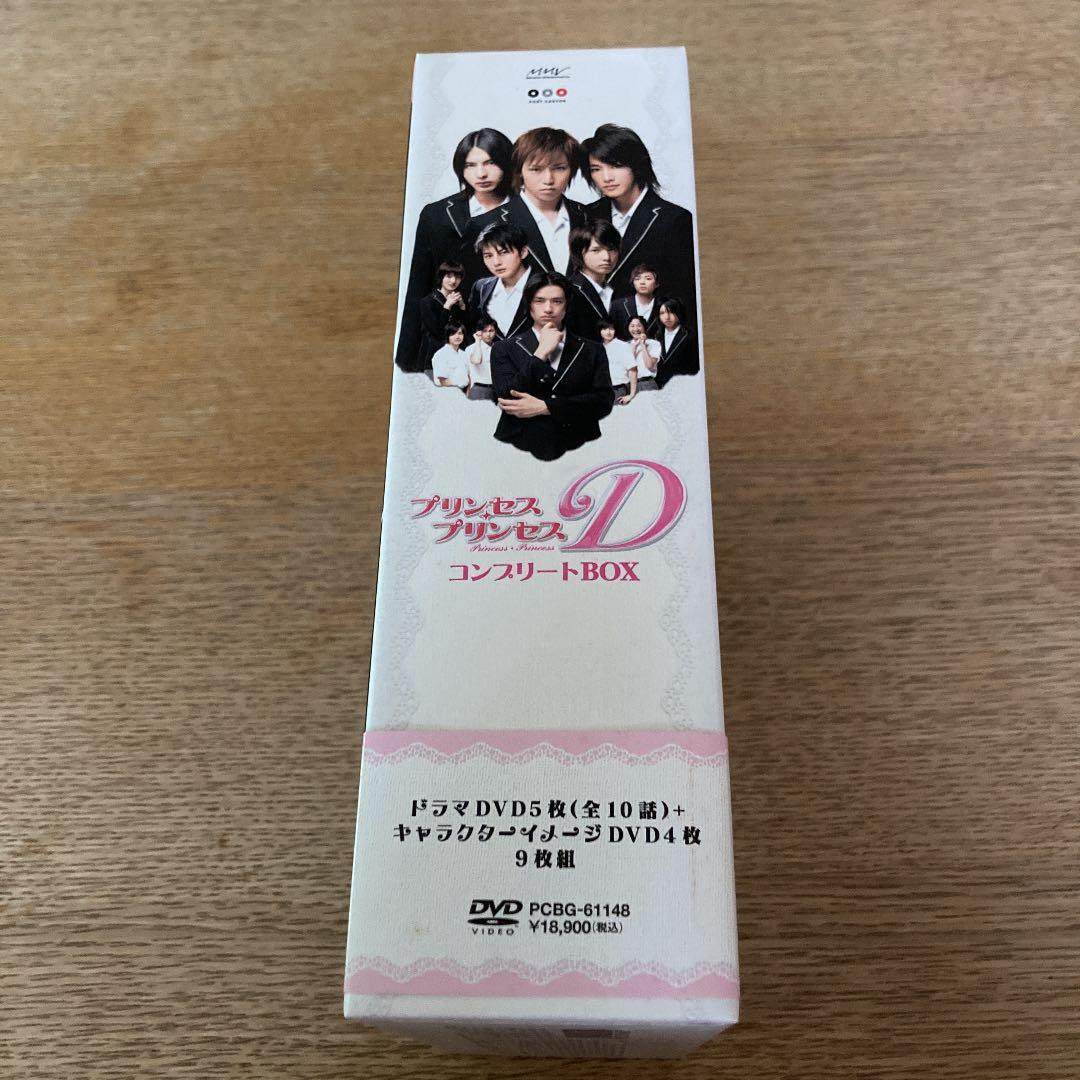 MMV
プリンセス
プリンセス
D
Princess・Princess
コンプリートBOX
ドラマDVD5枚(全10話)+
キャラクターイメージDVD4枚
9枚組
DVD
VIDEO
PCBG-61148
¥18,900(税込)